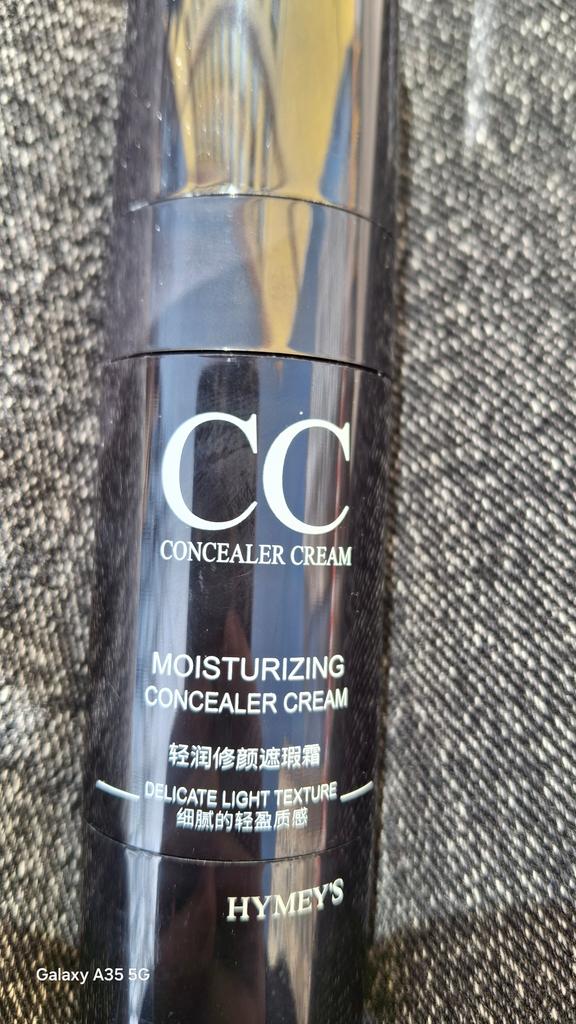 CC
CONCEALER CREAM
MOISTURIZING
CONCEALER CREAM
轻润修颜遮瑕霜
DELICATE LIGHT TEXTURE
细腻的轻盈质感
HYMEY'S
Galaxy A35 5G